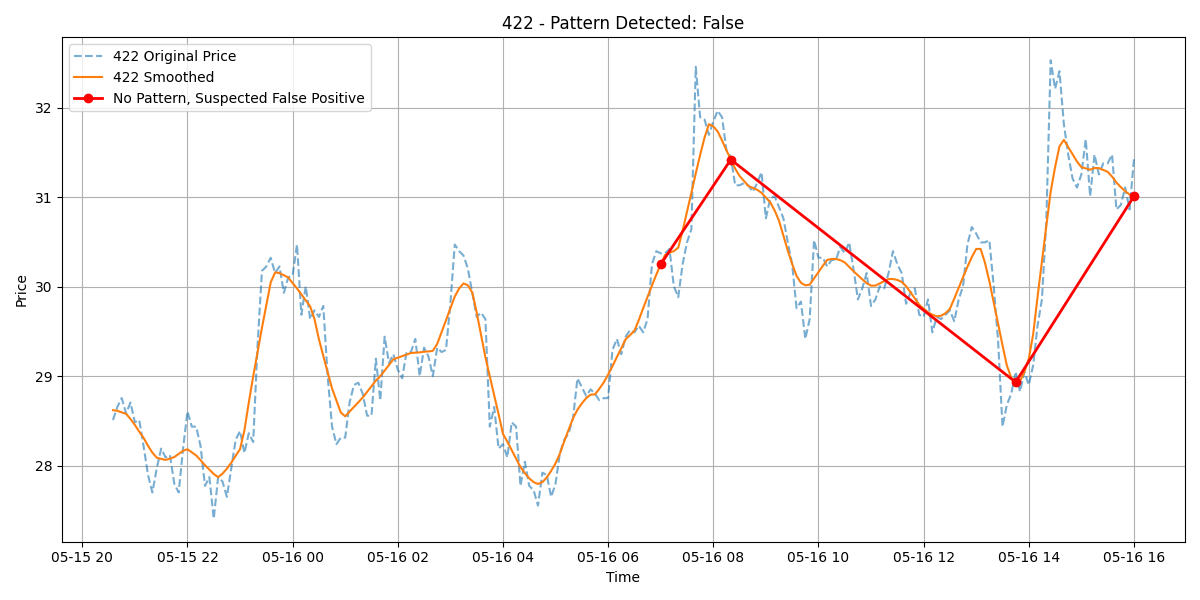 422 - Pattern Detected: False
422 Original Price
422 Smoothed
No Pattern, Suspected False Positive
Price
32
31
30
29
28
05-15 20
05-15 22
05-16 00
05-16 02
05-16 04
05-16 06
05-16 08
05-16 10
05-16 12
05-16 14
05-16 16
Time